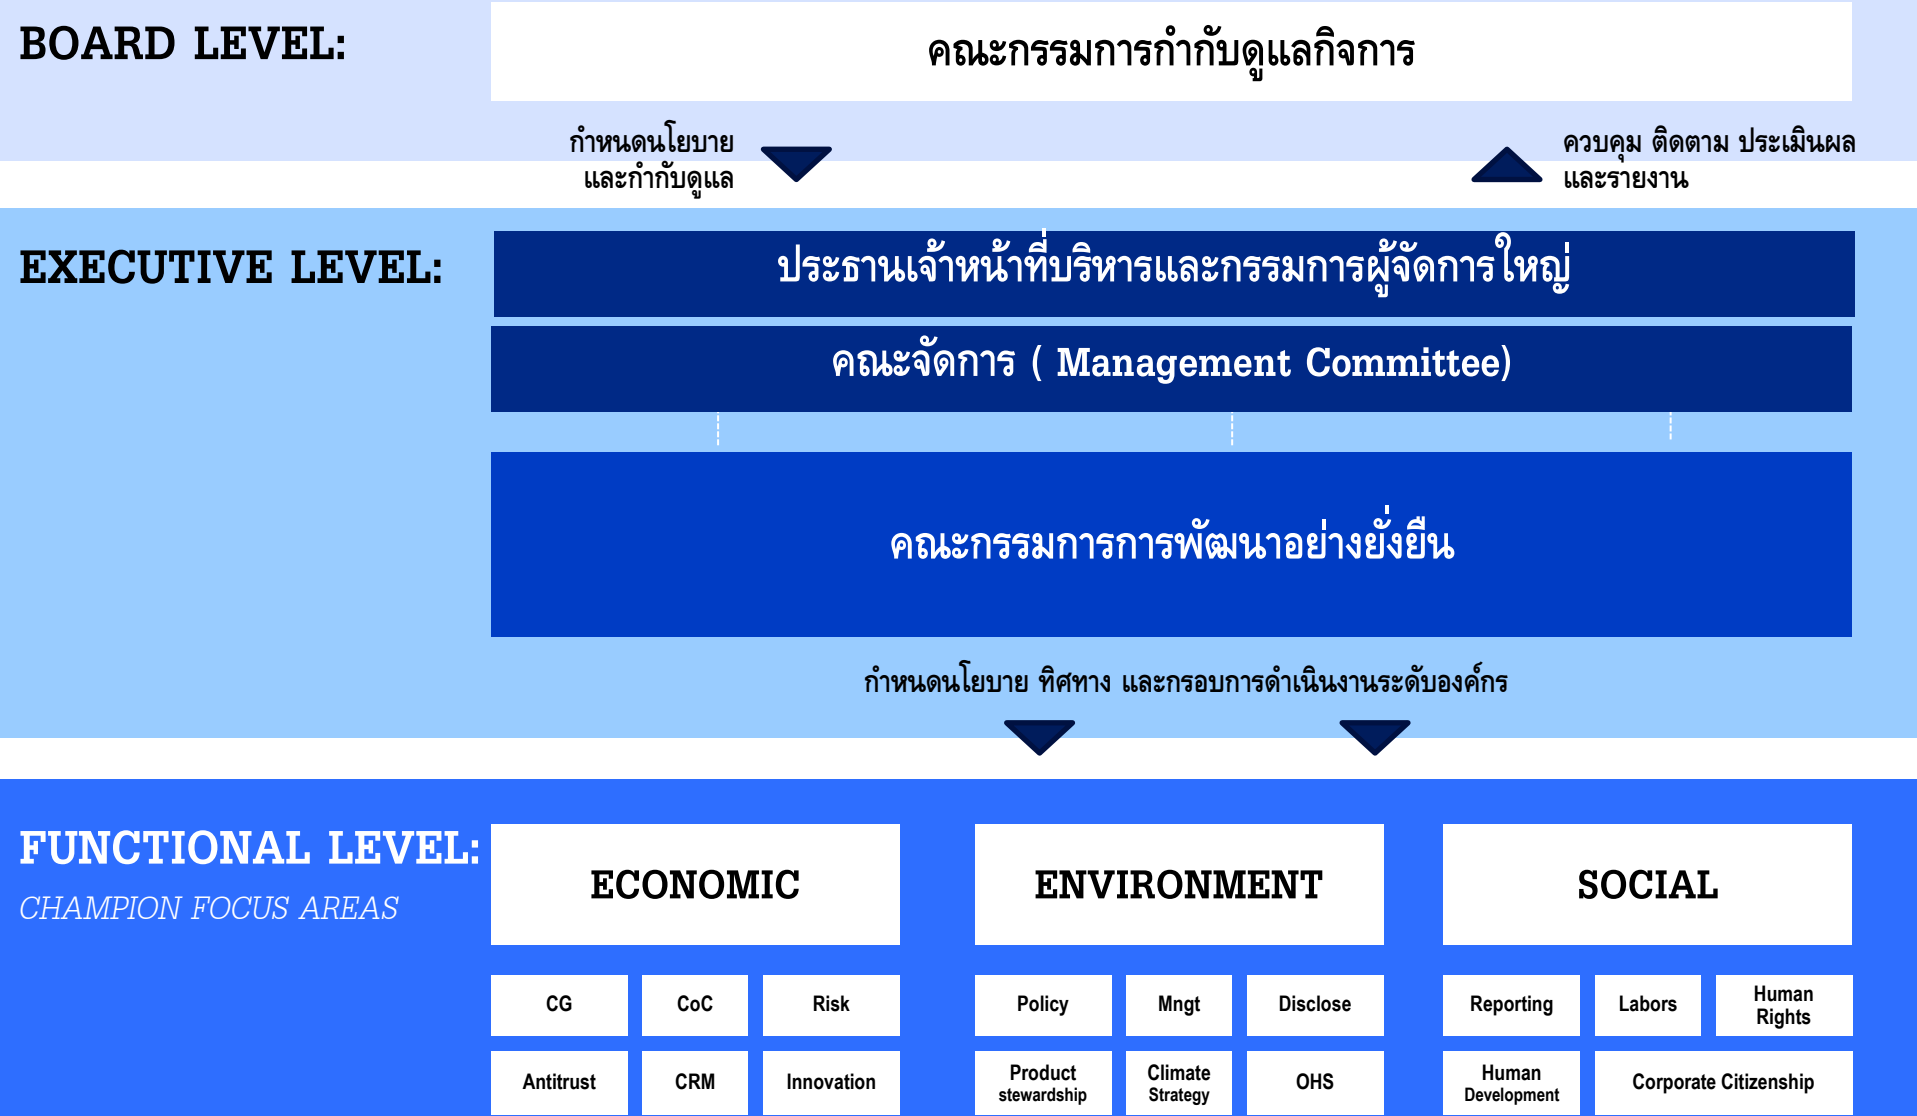 BOARD LEVEL:
คณะกรรมการกำกับดูแลกิจการ
กำหนดนโยบาย
และกำกับดูแล
ควบคุม ติดตาม ประเมินผล
และรายงาน
EXECUTIVE LEVEL:
ประธานเจ้าหน้าที่บริหารและกรรมการผู้จัดการใหญ่
คณะจัดการ ( Management Committee)
คณะกรรมการการพัฒนาอย่างยั่งยืน
กำหนดนโยบาย ทิศทาง และกรอบการดำเนินงานระดับองค์กร
FUNCTIONAL LEVEL:
CHAMPION FOCUS AREAS
ECONOMIC
ENVIRONMENT
SOCIAL
CG
CoC
Risk
Policy
Mngt
Disclose
Reporting
Labors
Human
Rights
Antitrust
CRM
Innovation
Product
stewardship
Climate
Strategy
OHS
Human
Development
Corporate Citizenship